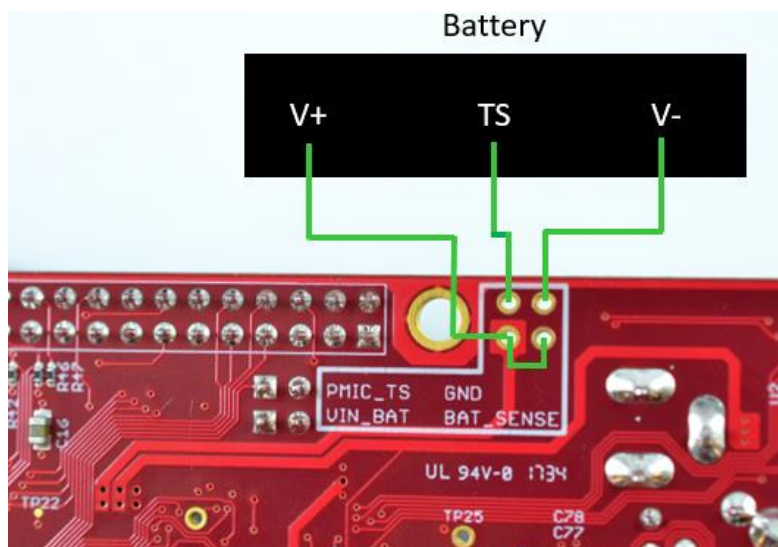 Battery
V+ TS V-
PMIC_TS GND
VIN_BAT BAT_SENSE
R46
R47
C16
UL 94V-0 1734
TP22
TP25
C78
C77